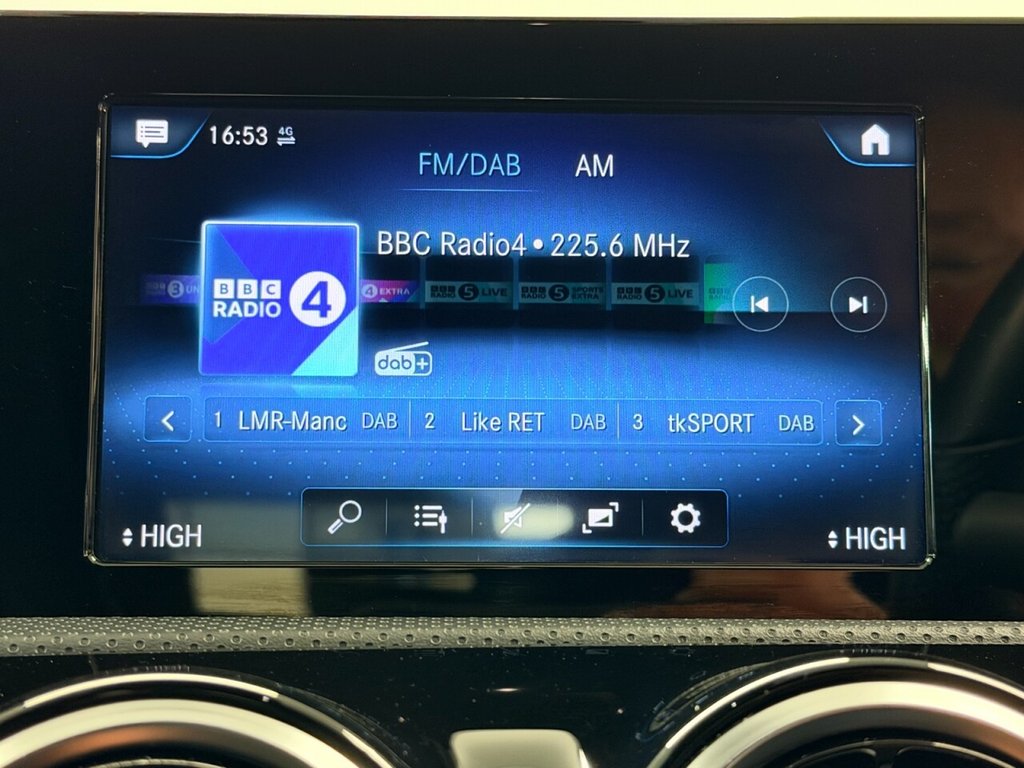 16:53 4G
FM/DAB AM
BBC Radio4 • 225.6 MHz
BBC
RADIO 4
3 UN
4 EXTRA
BBC RADIO 5 LIVE
BBC RADIO 5 SPORTS EXTRA
BBC RADIO 5 LIVE
dab+
1 LMR-Manc DAB 2 Like RET DAB 3 tkSPORT DAB
HIGH HIGH